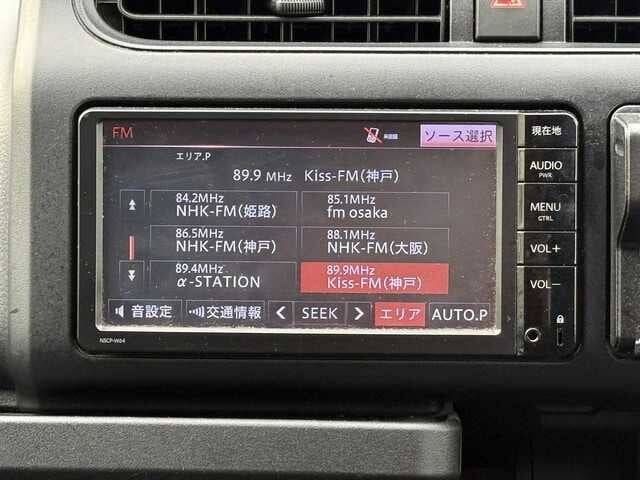 FM
未登録
ソース選択
エリア.P
89.9 MHz Kiss-FM(神戸)
84.2MHz
NHK-FM(姫路)
85.1MHz
fm osaka
86.5MHz
NHK-FM(神戸)
88.1MHz
NHK-FM(大阪)
89.4MHz
α-STATION
89.9MHz
Kiss-FM(神戸)
音設定
交通情報
SEEK
エリア
AUTO.P
NSCP-W64
現在地
AUDIO
PWR
MENU
CTRL
VOL+
VOL−